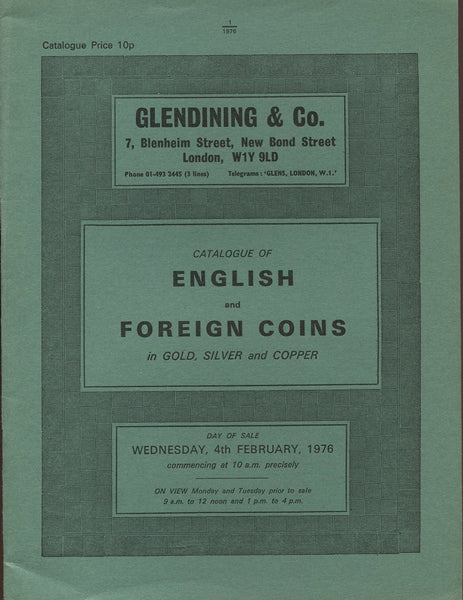 1
1976
Catalogue Price 10p
GLENDINING & Co.
7, Blenheim Street, New Bond Street
London, W1Y 9LD
Phone 01-493 2445 (3 lines) Telegrams: 'GLENS, LONDON, W.1.'
CATALOGUE OF
ENGLISH
and
FOREIGN COINS
in GOLD, SILVER and COPPER
DAY OF SALE
WEDNESDAY, 4th FEBRUARY, 1976
commencing at 10 a.m. precisely
ON VIEW Monday and Tuesday prior to sale
9 a.m. to 12 noon and 1 p.m. to 4 p.m.